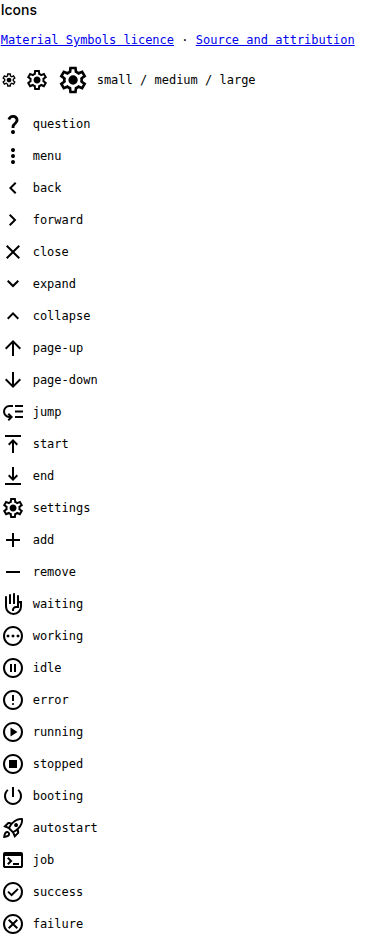 Icons
Material Symbols licence · Source and attribution
small / medium / large
question
menu
back
forward
close
expand
collapse
page-up
page-down
jump
start
end
settings
add
remove
waiting
working
idle
error
running
stopped
booting
autostart
job
success
failure